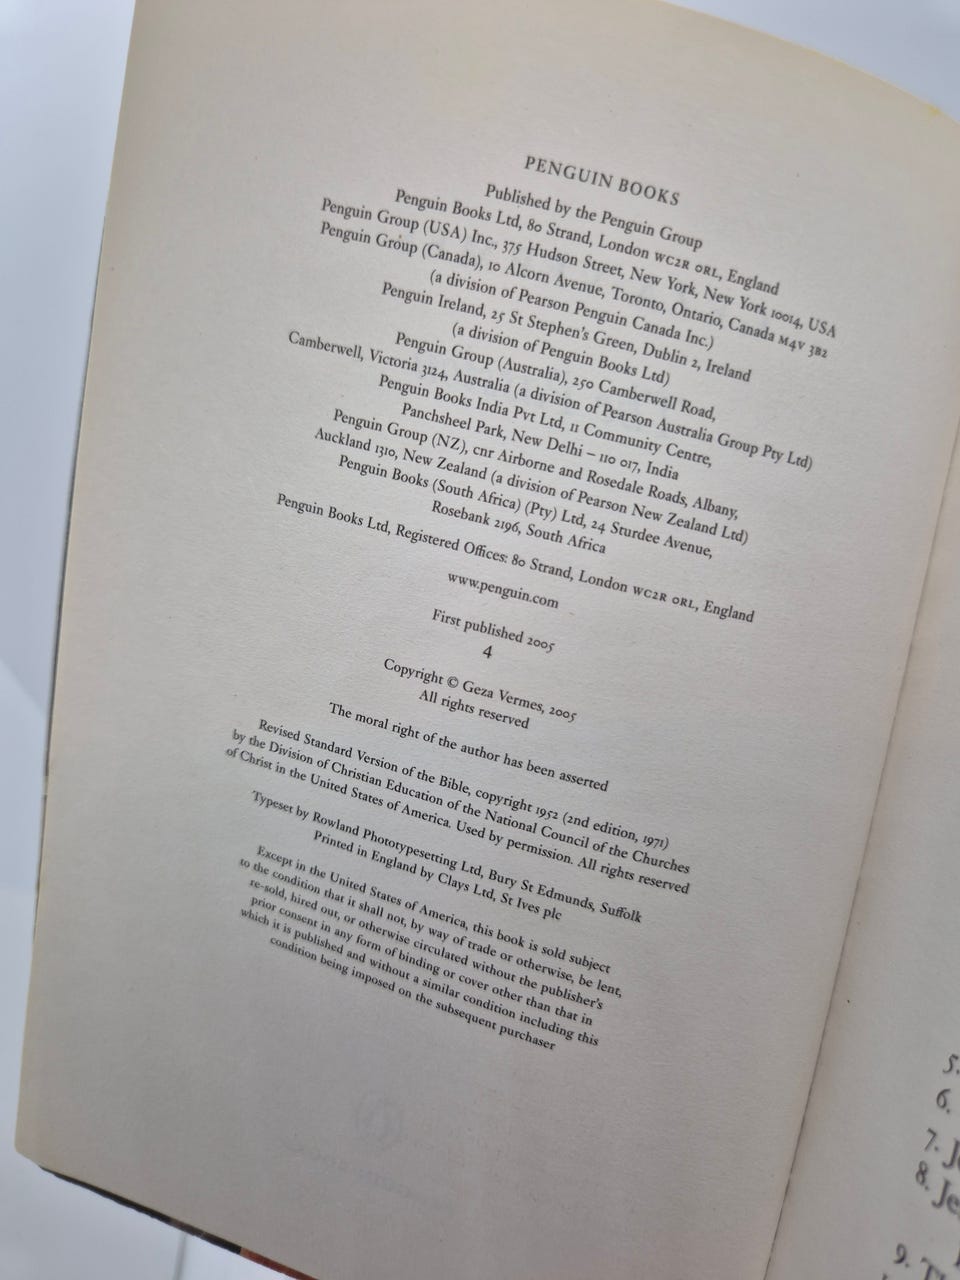 PENGUIN BOOKS
Published by the Penguin Group
Penguin Books Ltd, 80 Strand, London WC2R 0RL, England
Penguin Group (USA) Inc., 375 Hudson Street, New York, New York 10014, USA
Penguin Group (Canada), 10 Alcorn Avenue, Toronto, Ontario, Canada M4V 3B2
(a division of Pearson Penguin Canada Inc.)
Penguin Ireland, 25 St Stephen's Green, Dublin 2, Ireland
(a division of Penguin Books Ltd)
Penguin Group (Australia), 250 Camberwell Road,
Camberwell, Victoria 3124, Australia (a division of Pearson Australia Group Pty Ltd)
Penguin Books India Pvt Ltd, 11 Community Centre,
Panchsheel Park, New Delhi – 110 017, India
Penguin Group (NZ), cnr Airborne and Rosedale Roads, Albany,
Auckland 1310, New Zealand (a division of Pearson New Zealand Ltd)
Penguin Books (South Africa) (Pty) Ltd, 24 Sturdee Avenue,
Rosebank 2196, South Africa
Penguin Books Ltd, Registered Offices: 80 Strand, London WC2R 0RL, England
www.penguin.com
First published 2005
4
Copyright © Geza Vermes, 2005
All rights reserved
The moral right of the author has been asserted
Revised Standard Version of the Bible, copyright 1952 (2nd edition, 1971)
by the Division of Christian Education of the National Council of the Churches
of Christ in the United States of America. Used by permission. All rights reserved
Typeset by Rowland Phototypesetting Ltd, Bury St Edmunds, Suffolk
Printed in England by Clays Ltd, St Ives plc
Except in the United States of America, this book is sold subject
to the condition that it shall not, by way of trade or otherwise, be lent,
re-sold, hired out, or otherwise circulated without the publisher's
prior consent in any form of binding or cover other than that in
which it is published and without a similar condition including this
condition being imposed on the subsequent purchaser
5.
6.
7.
8.
9.